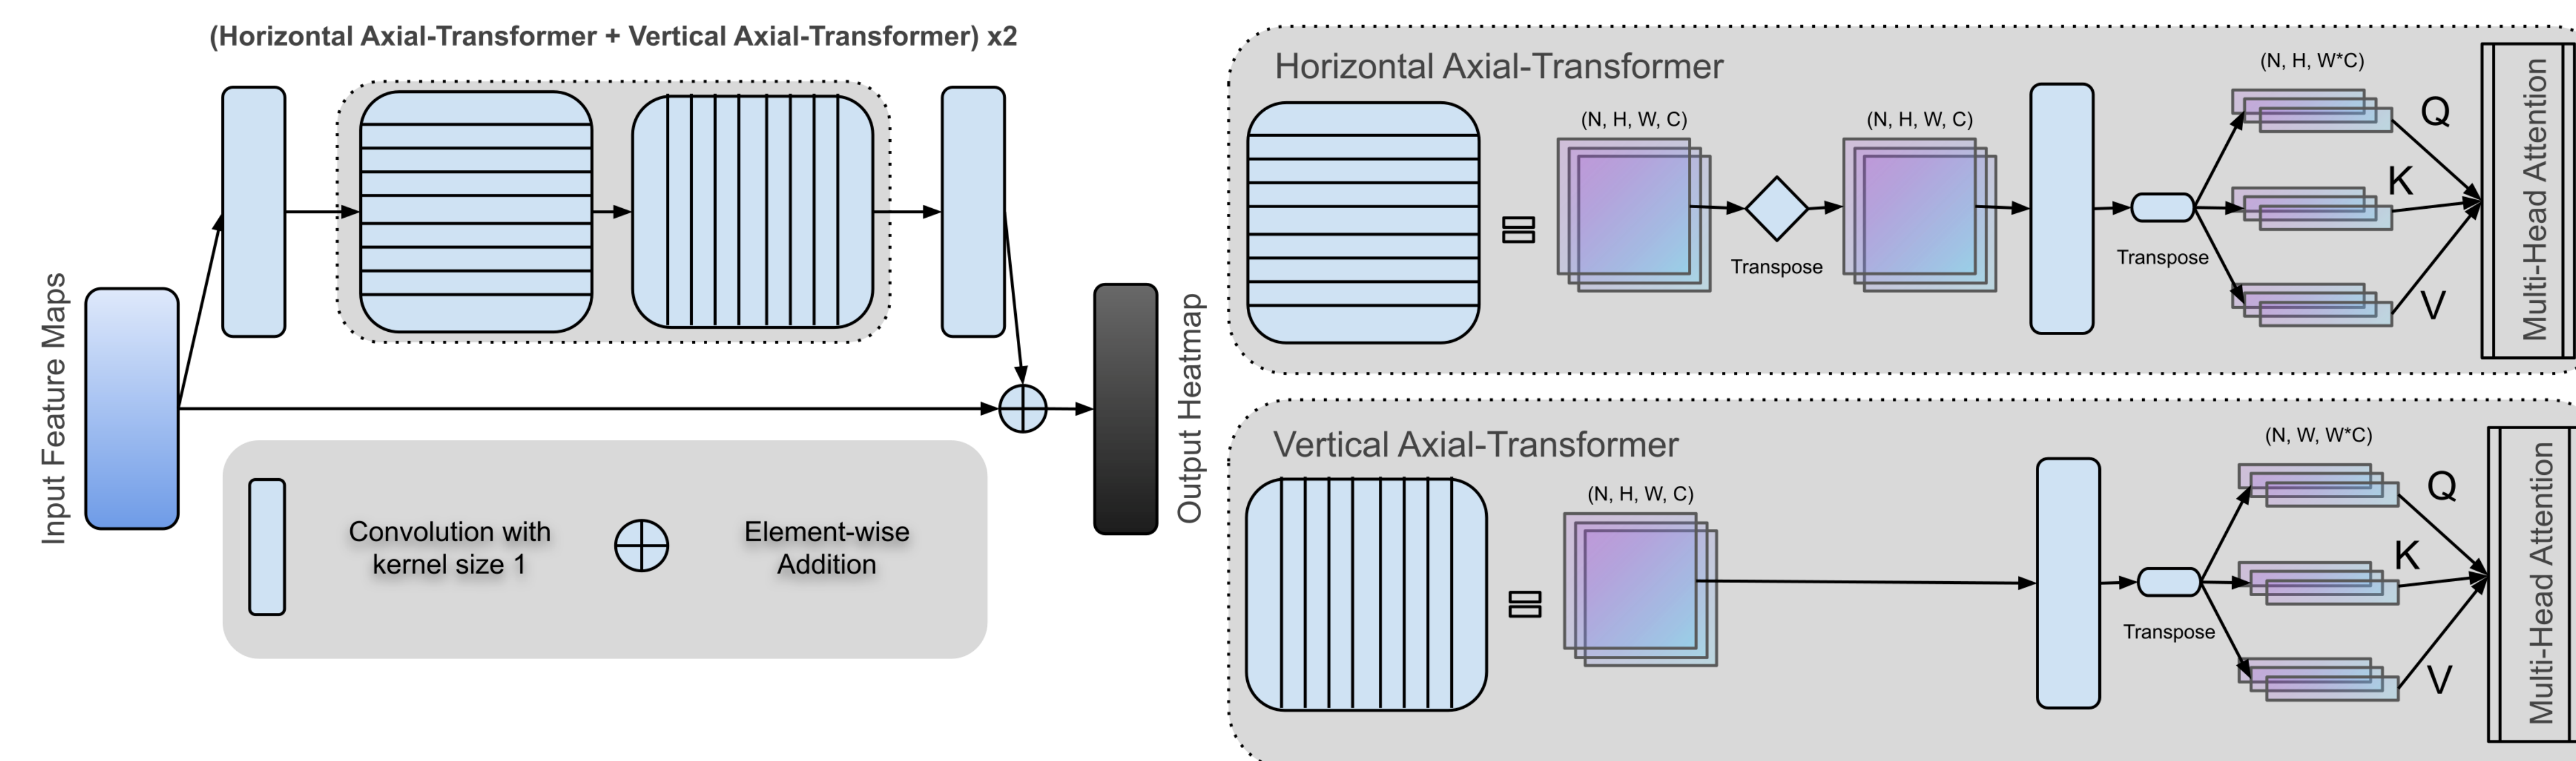 (Horizontal Axial-Transformer + Vertical Axial-Transformer) x2
Input Feature Maps
Output Heatmap
Convolution with
kernel size 1
Element-wise
Addition
Horizontal Axial-Transformer
(N, H, W, C)
Transpose
(N, H, W, C)
Transpose
(N, H, W*C)
Q
K
V
Multi-Head Attention
Vertical Axial-Transformer
(N, H, W, C)
Transpose
(N, W, W*C)
Q
K
V
Multi-Head Attention